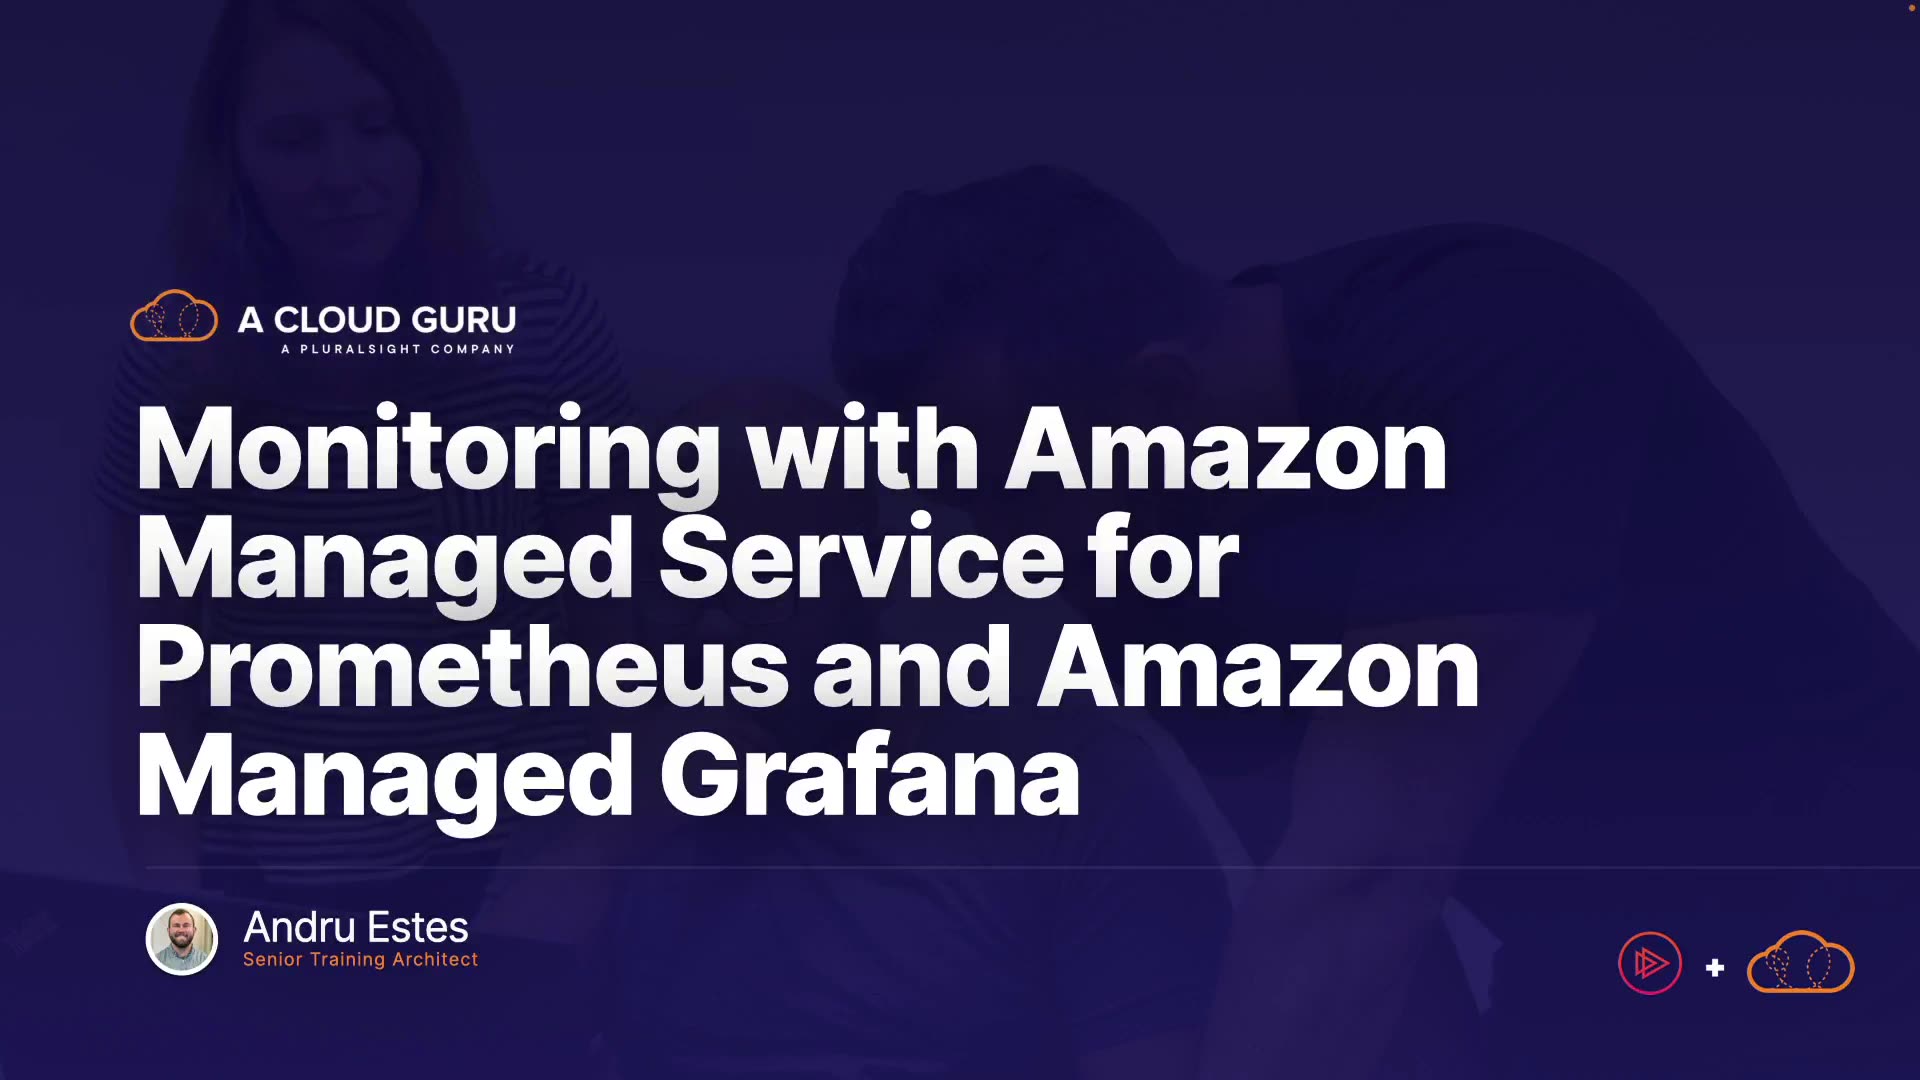 A CLOUD GURU
A PLURALSIGHT COMPANY
Monitoring with Amazon
Managed Service for
Prometheus and Amazon
Managed Grafana
Andru Estes
Senior Training Architect